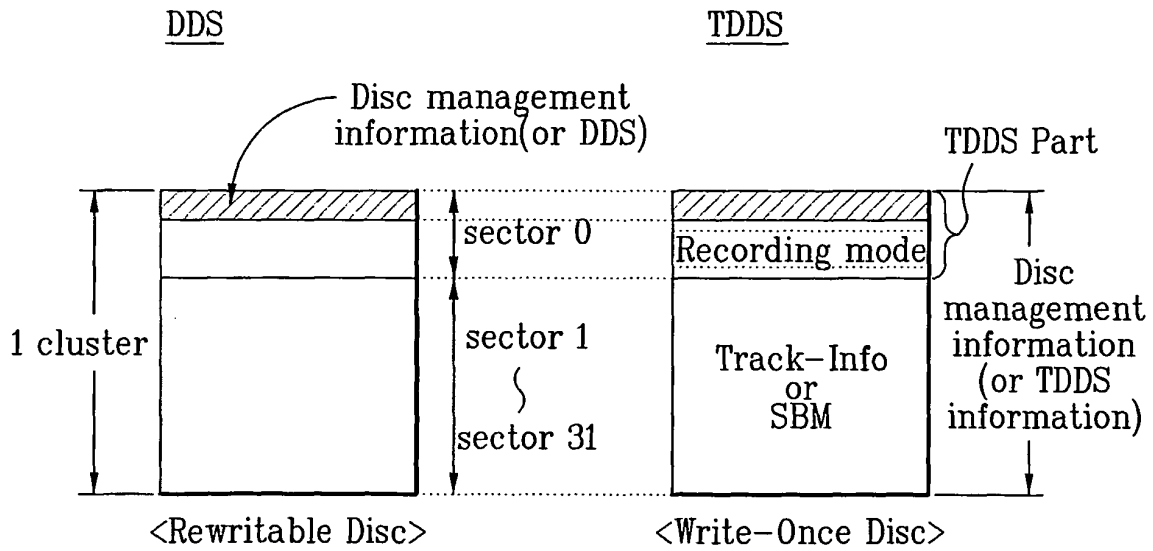 DDS
TDDS
Disc management
information(or DDS)
TDDS Part
sector 0
Recording mode
1 cluster
sector 1
sector 31
Track-Info
or
SBM
Disc
management
information
(or TDDS
information)
<Rewritable Disc>
<Write-Once Disc>